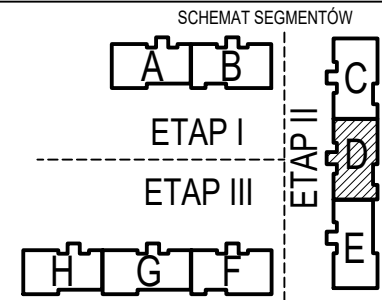 SCHEMAT SEGMENTÓW
A B
C
ETAP I
ETAP II
D
ETAP III
E
H G F